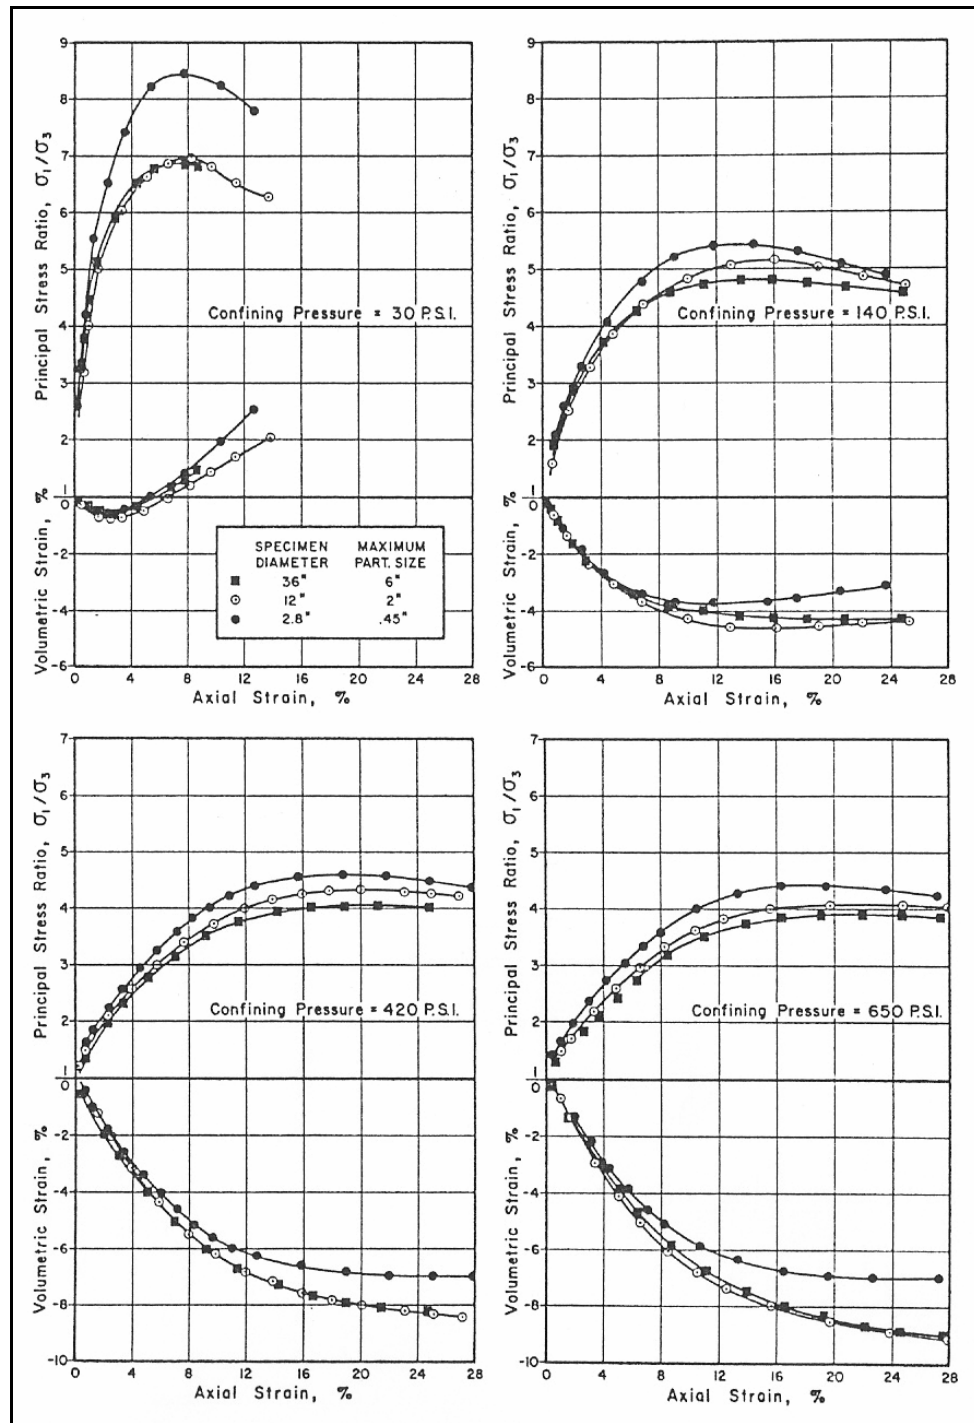 9
8
7
6
5
4
3
2
1
0
-2
-4
-6
Principal Stress Ratio, σ₁/σ₃
Volumetric Strain, %
Confining Pressure = 30 P.S.I.
SPECIMEN DIAMETER
MAXIMUM PART. SIZE
36" 6"
12" 2"
2.8" .45"
0 4 8 12 16 20 24 28
Axial Strain, %
9
8
7
6
5
4
3
2
1
0
-2
-4
-6
Principal Stress Ratio, σ₁/σ₃
Volumetric Strain, %
Confining Pressure = 140 P.S.I.
0 4 8 12 16 20 24 28
Axial Strain, %
7
6
5
4
3
2
1
0
-2
-4
-6
-8
-10
Principal Stress Ratio, σ₁/σ₃
Volumetric Strain, %
Confining Pressure = 420 P.S.I.
0 4 8 12 16 20 24 28
Axial Strain, %
7
6
5
4
3
2
1
0
-2
-4
-6
-8
-10
Principal Stress Ratio, σ₁/σ₃
Volumetric Strain, %
Confining Pressure = 650 P.S.I.
0 4 8 12 16 20 24 28
Axial Strain, %